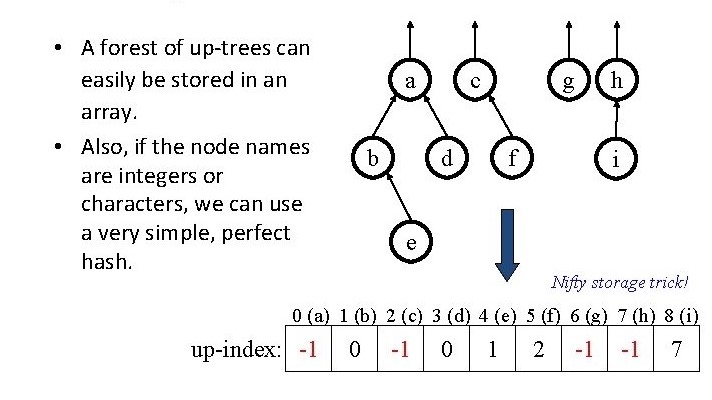 • A forest of up-trees can
easily be stored in an
array.
• Also, if the node names
are integers or
characters, we can use
a very simple, perfect
hash.
a c g h
b d f i
e
Nifty storage trick!
0 (a) 1 (b) 2 (c) 3 (d) 4 (e) 5 (f) 6 (g) 7 (h) 8 (i)
up-index: -1 0 -1 0 1 2 -1 -1 7